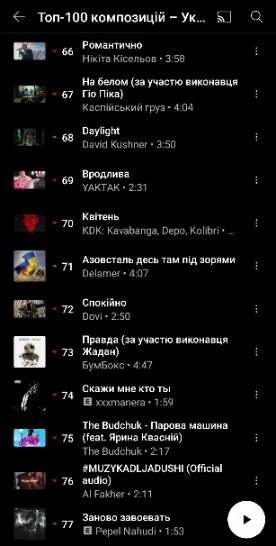 Топ-100 композицій – Ук...
66
Романтично
Нікіта Кісельов • 3:58
67
На белом (за участю виконавця
Гіо Піка)
Каспійський груз • 4:04
68
Daylight
David Kushner • 3:50
69
Вродлива
YAKTAK • 2:31
70
Квітень
KDK: Kavabanga, Depo, Kolibri • ...
71
Азовсталь десь там під зорями
Delamer • 4:07
72
Спокійно
Dovi • 2:50
73
Правда (за участю виконавця
Жадан)
БумБокс • 4:47
74
Скажи мне кто ты
E xxxmanera • 1:59
75
The Budchuk - Парова машина
(feat. Ярина Квасній)
The Budchuk • 2:17
76
#MUZYKADLJADUSHI (Official
audio)
Al Fakher • 2:11
77
Заново завоевать
E Pepel Nahudi • 1:53